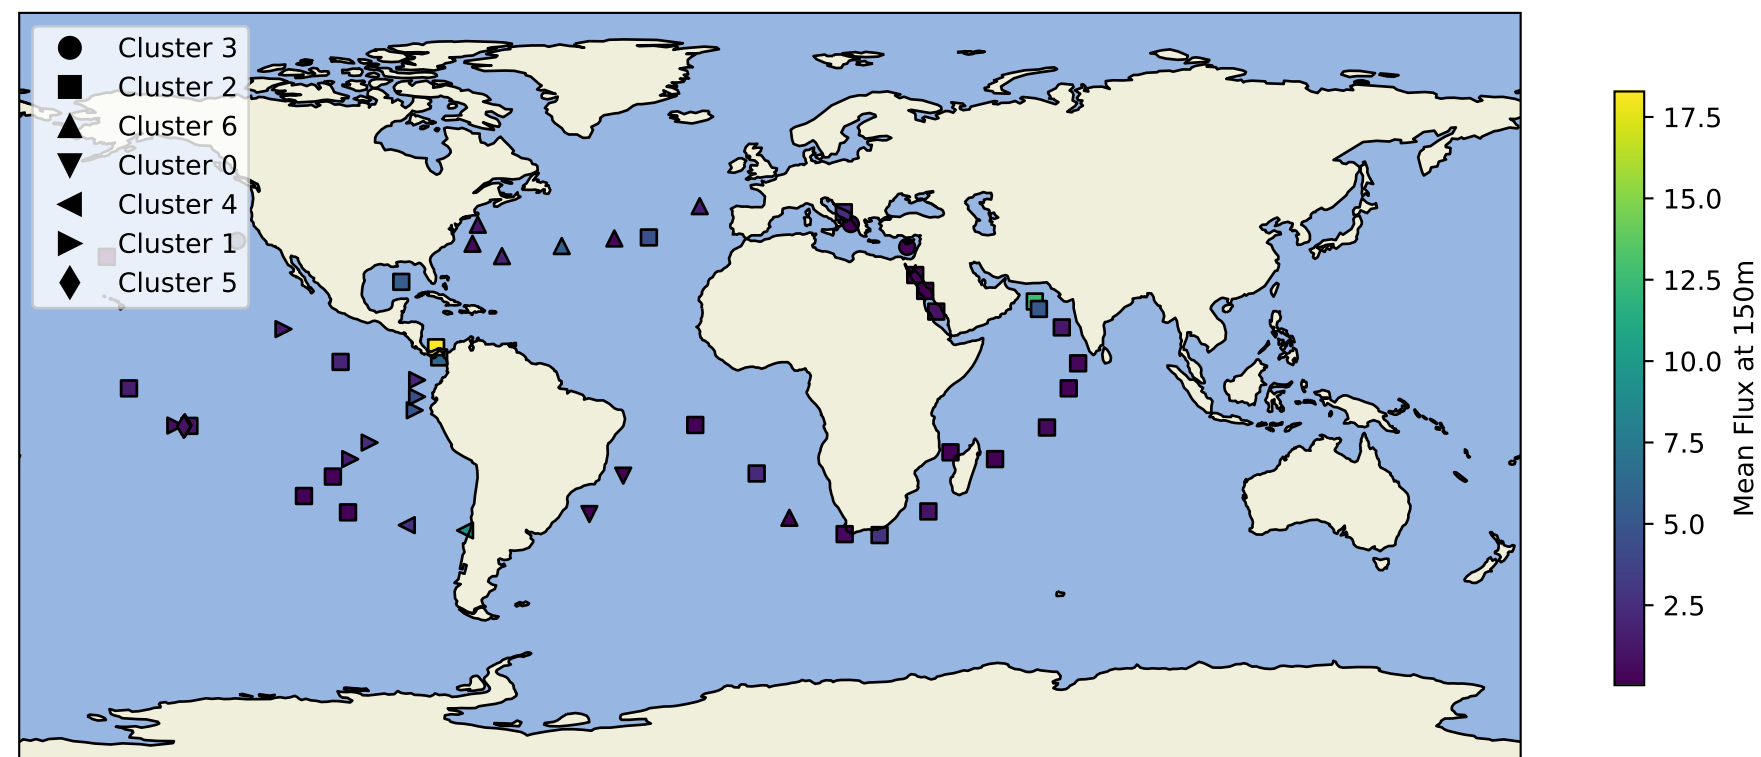 Cluster 3
Cluster 2
Cluster 6
Cluster 0
Cluster 4
Cluster 1
Cluster 5
17.5
15.0
12.5
10.0
7.5
5.0
2.5
Mean Flux at 150m